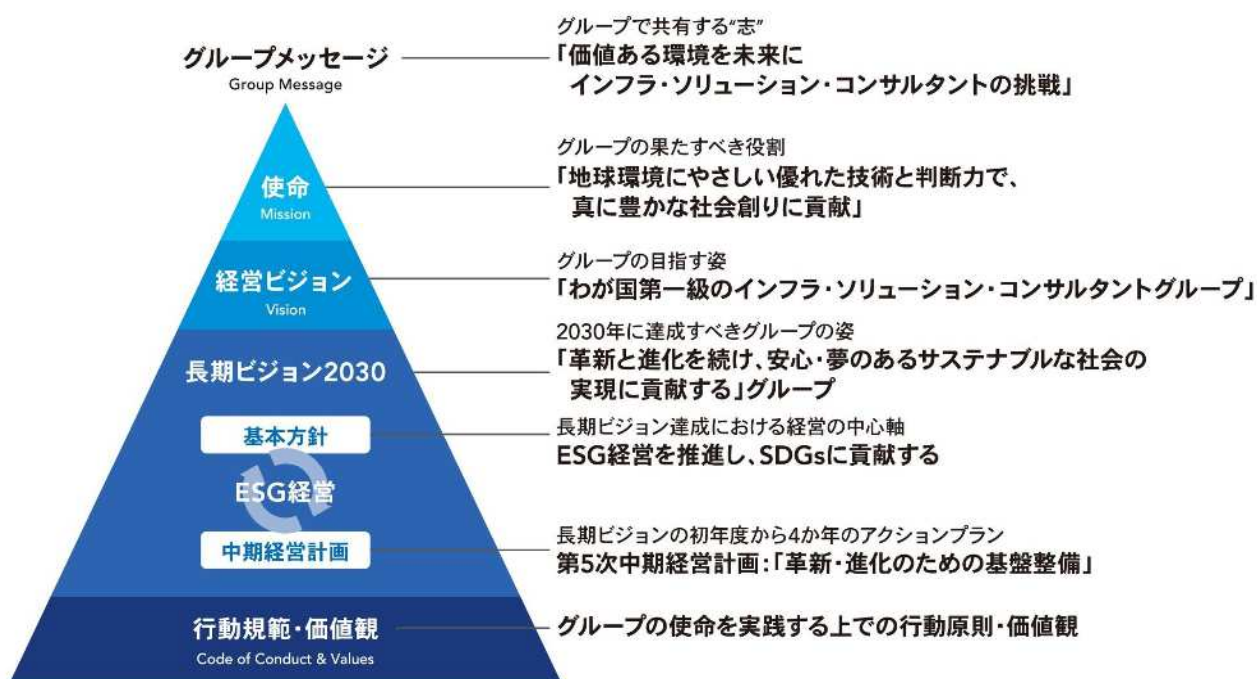 グループメッセージ
Group Message
グループで共有する“志”
「価値ある環境を未来に
インフラ・ソリューション・コンサルタントの挑戦」
使命
Mission
グループの果たすべき役割
「地球環境にやさしい優れた技術と判断力で、
真に豊かな社会創りに貢献」
経営ビジョン
Vision
グループの目指す姿
「わが国第一級のインフラ・ソリューション・コンサルタントグループ」
長期ビジョン2030
2030年に達成すべきグループの姿
「革新と進化を続け、安心・夢のあるサステナブルな社会の
実現に貢献する」グループ
基本方針
長期ビジョン達成における経営の中心軸
ESG経営を推進し、SDGsに貢献する
ESG経営
中期経営計画
長期ビジョンの初年度から4か年のアクションプラン
第5次中期経営計画:「革新・進化のための基盤整備」
行動規範・価値観
Code of Conduct & Values
グループの使命を実践する上での行動原則・価値観